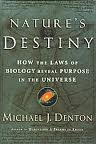 NATURE'S
DESTINY
HOW THE LAWS
OF
BIOLOGY REVEAL PURPOSE
IN
THE UNIVERSE
MICHAEL J. DENTON